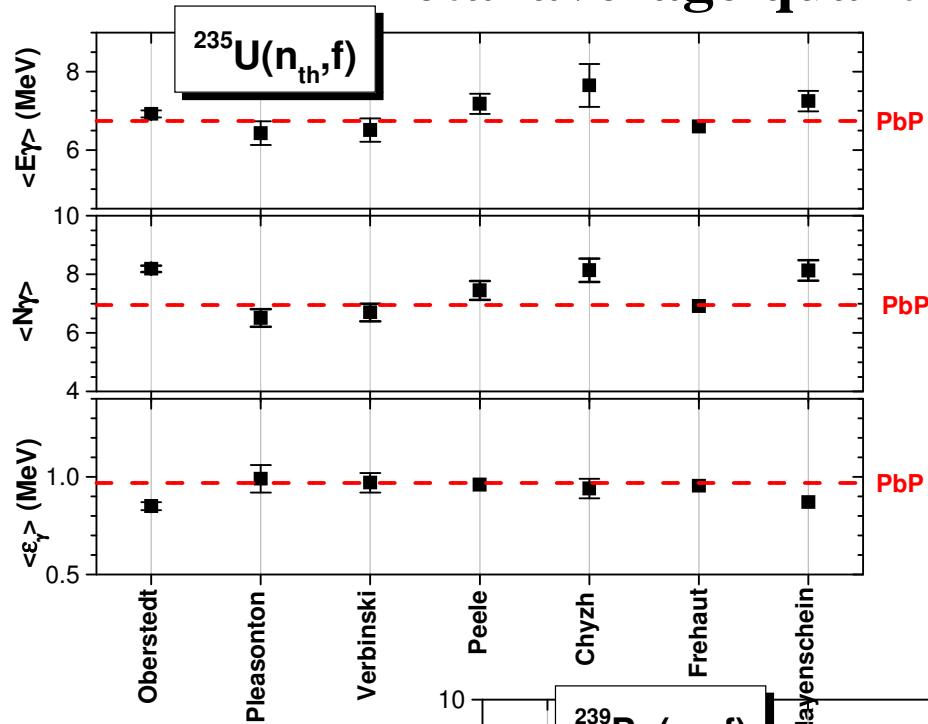 ²³⁵U(n_th,f)
<Eγ> (MeV)
8
6
PbP
<Nγ>
10
8
6
4
PbP
<ε_γ> (MeV)
1.0
0.5
PbP
Oberstedt
Pleasonton
Verbinski
Peele
Chyzh
Frehaut
10
239